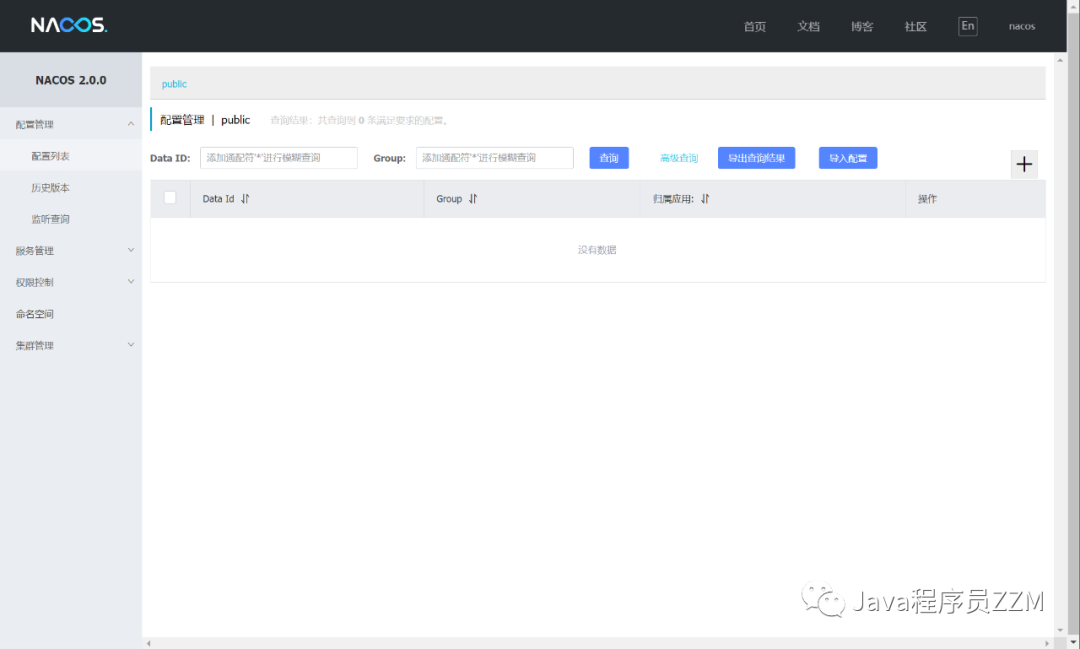 NACOS.
首页 文档 博客 社区 En nacos
NACOS 2.0.0
配置管理
配置列表
历史版本
监听查询
服务管理
权限控制
命名空间
集群管理
public
配置管理 | public 查询结果：共查询到 0 条满足要求的配置。
Data ID: 添加通配符'*'进行模糊查询 Group: 添加通配符'*'进行模糊查询 查询 高级查询 导出查询结果 导入配置
Data Id Group 归属应用: 操作
没有数据
Java程序员ZZM